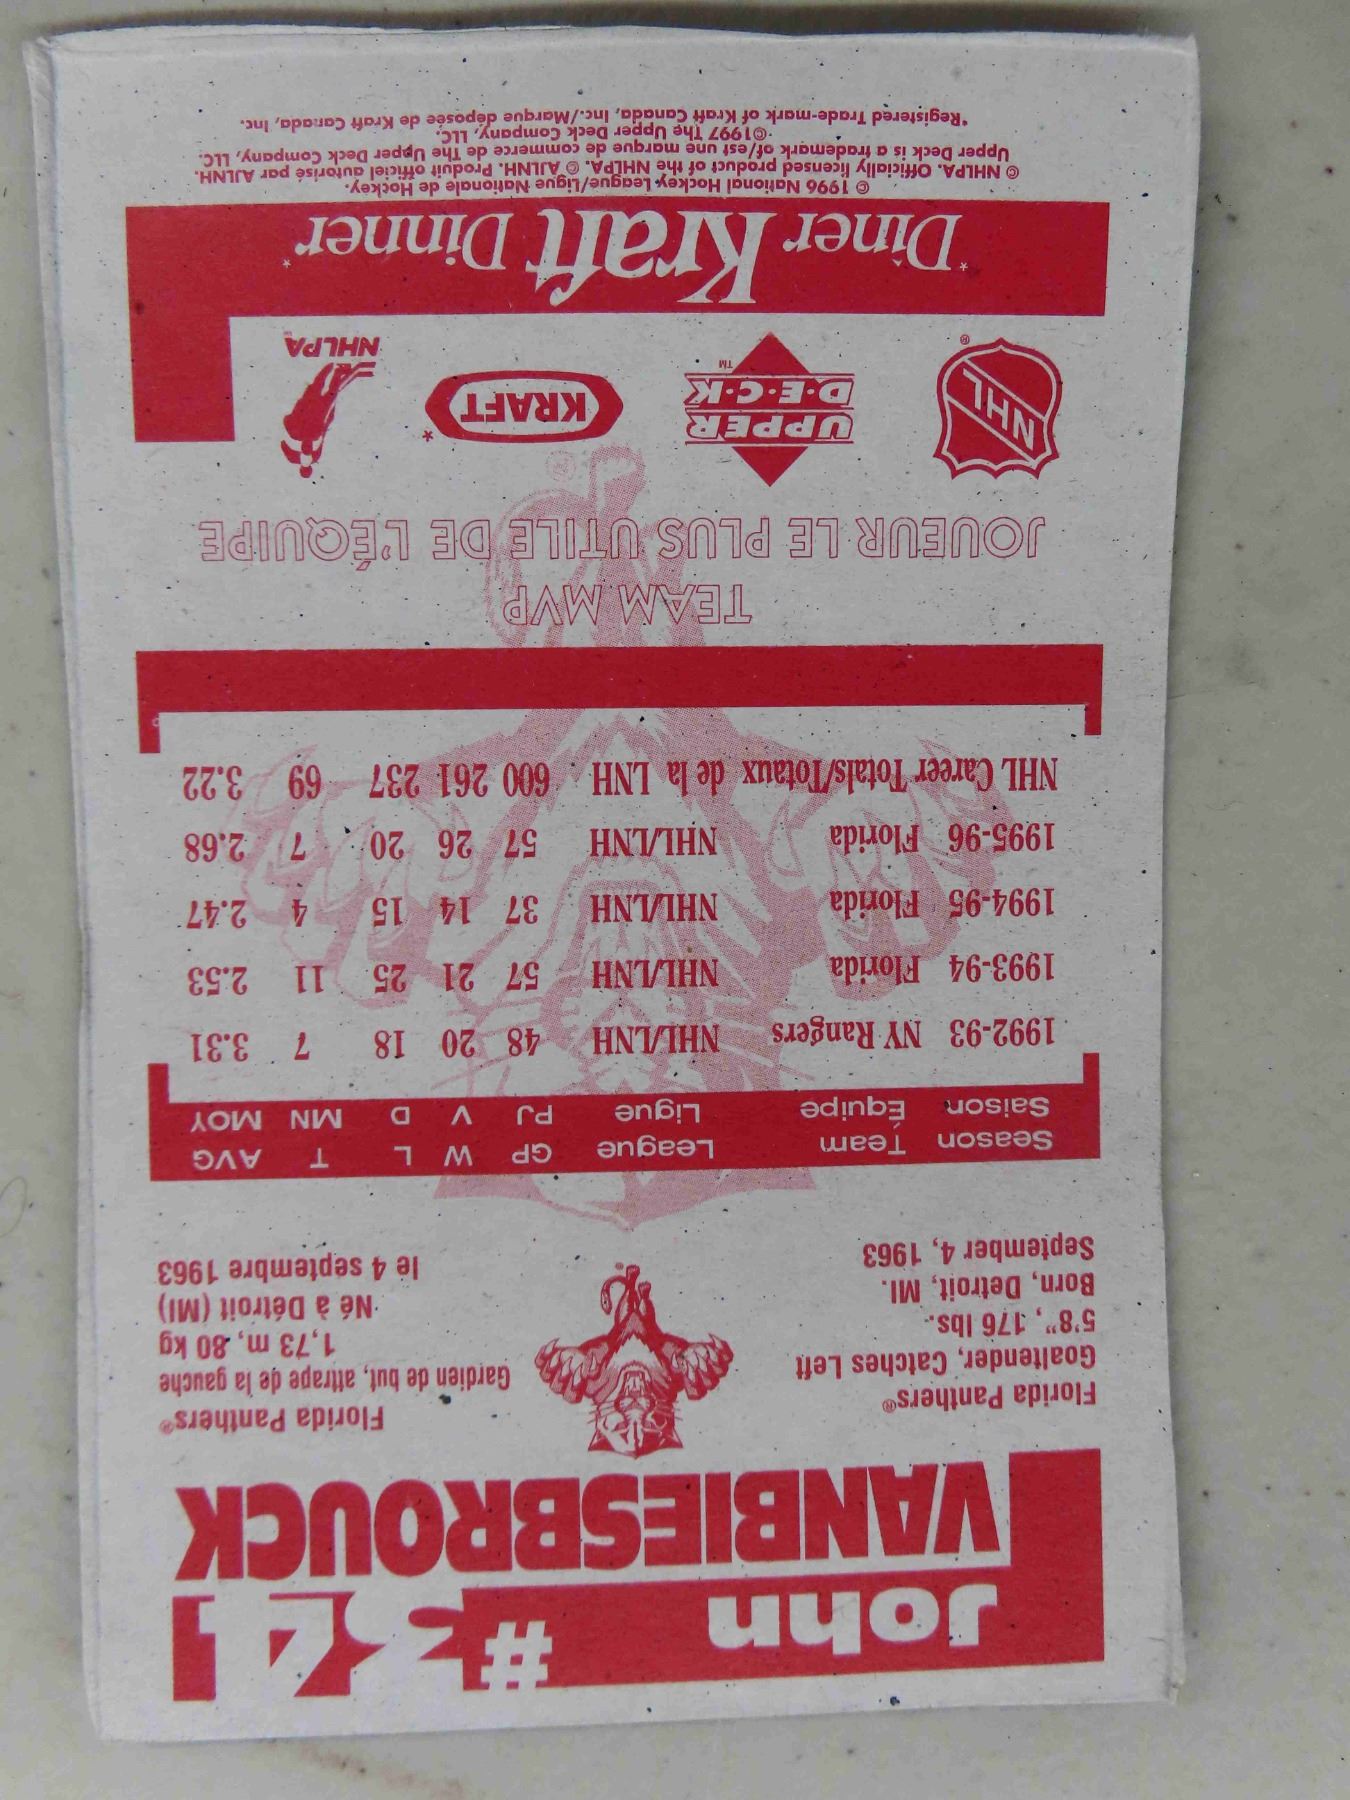 John #34
VANBIESBROUCK
Florida Panthers®
Goaltender, Catches Left
5'8", 176 lbs.
Born, Detroit, MI.
September 4, 1963
Florida Panthers®
Gardien de but, attrape de la gauche
1,73 m, 80 kg
Né à Détroit (MI)
le 4 septembre 1963
Season Team League GP W L T AVG
Saison Équipe Ligue PJ V D MN MOY
1992-93 NY Rangers NHL/LNH 48 20 18 7 3.31
1993-94 Florida NHL/LNH 57 21 25 11 2.53
1994-95 Florida NHL/LNH 37 14 15 4 2.47
1995-96 Florida NHL/LNH 57 26 20 7 2.68
NHL Career Totals/Totaux de la LNH 600 261 237 69 3.22
TEAM MVP
JOUEUR LE PLUS UTILE DE L'ÉQUIPE
NHL ®
UPPER
D·E·C·K ™
KRAFT *
NHLPA
Dîner Kraft Dinner*
© 1996 National Hockey League/Ligue Nationale de Hockey.
© NHLPA. Officially licensed product of the NHLPA. © AJLNH. Produit officiel autorisé par AJLNH.
Upper Deck is a trademark of/est une marque de commerce de The Upper Deck Company, LLC.
©1997 The Upper Deck Company, LLC.
*Registered Trade-mark of Kraft Canada, Inc./Marque déposée de Kraft Canada, Inc.